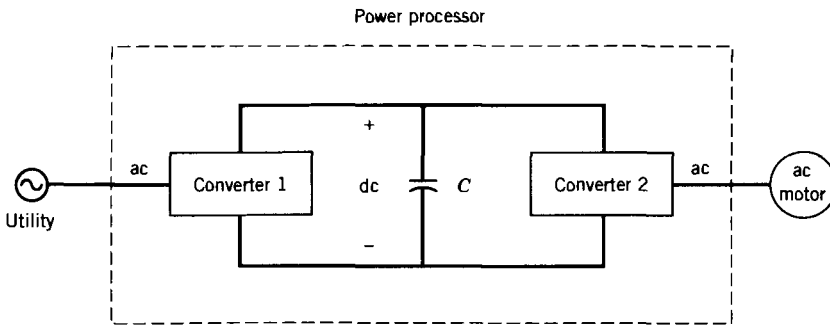 Power processor
+
ac
Converter 1
dc
C
Converter 2
ac
ac
motor
Utility
−